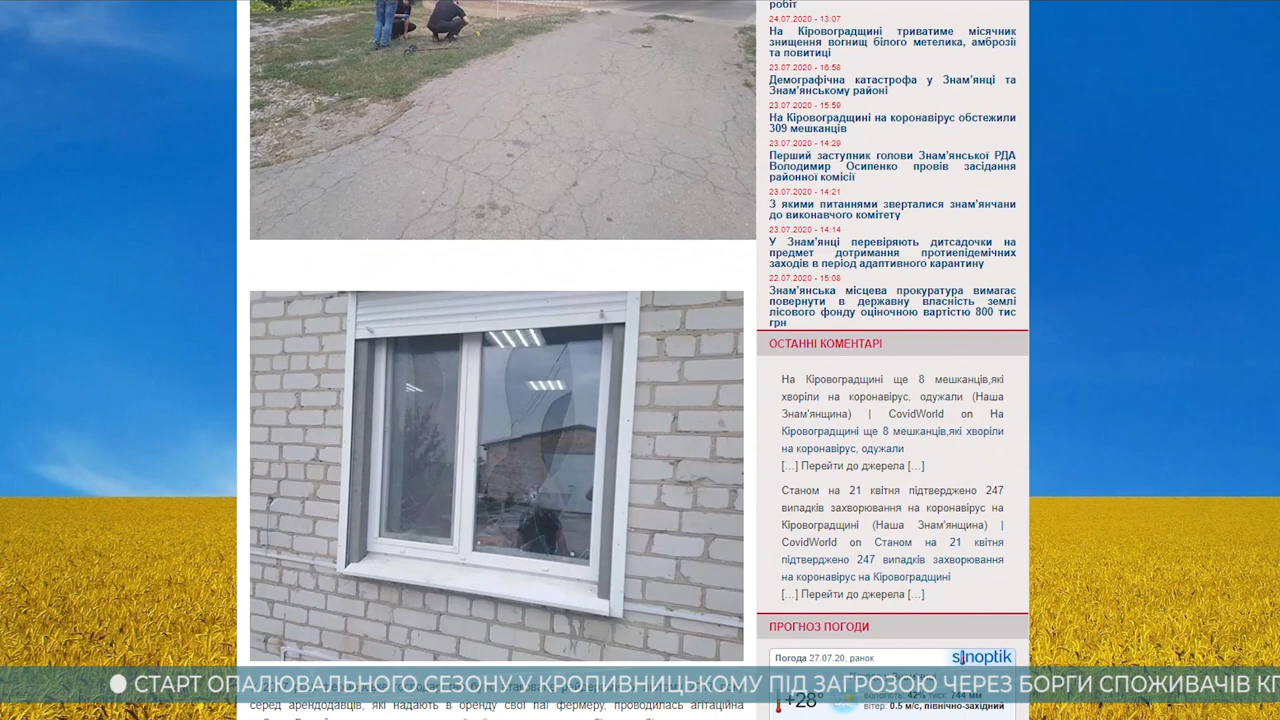 робіт
24.07.2020 - 13:07
На Кіровоградщині триватиме місячник
знищення вогнищ білого метелика, амброзії
та повитиці
23.07.2020 - 16:58
Демографічна катастрофа у Знам'янці та
Знам'янському районі
23.07.2020 - 15:59
На Кіровоградщині на коронавірус обстежили
309 мешканців
23.07.2020 - 14:29
Перший заступник голови Знам'янської РДА
Володимир Осипенко провів засідання
районної комісії
23.07.2020 - 14:21
З якими питаннями зверталися знам'янчани
до виконавчого комітету
23.07.2020 - 14:14
У Знам'янці перевіряють дитсадочки на
предмет дотримання протиепідемічних
заходів в період адаптивного карантину
22.07.2020 - 15:08
Знам'янська місцева прокуратура вимагає
повернути в державну власність землі
лісового фонду оціночною вартістю 800 тис
грн
ОСТАННІ КОМЕНТАРІ
На Кіровоградщині ще 8 мешканців,які
хворіли на коронавірус, одужали (Наша
Знам'янщина) | CovidWorld on На
Кіровоградщині ще 8 мешканців,які хворіли
на коронавірус, одужали
[...] Перейти до джерела [...]
Станом на 21 квітня підтверджено 247
випадків захворювання на коронавірус на
Кіровоградщині (Наша Знам'янщина) |
CovidWorld on Станом на 21 квітня
підтверджено 247 випадків захворювання
на коронавірус на Кіровоградщині
[...] Перейти до джерела [...]
ПРОГНОЗ ПОГОДИ
Погода 27.07.20, ранок
sinoptik
+28°
вологість: 42% тиск: 744 мм
вітер: 0.5 м/с, північно-західний
СТАРТ ОПАЛЮВАЛЬНОГО СЕЗОНУ У КРОПИВНИЦЬКОМУ ПІД ЗАГРОЗОЮ ЧЕРЕЗ БОРГИ СПОЖИВАЧІВ КП
серед арендодавців, які надають в оренду свої паї фермеру, проводилась агітаційна